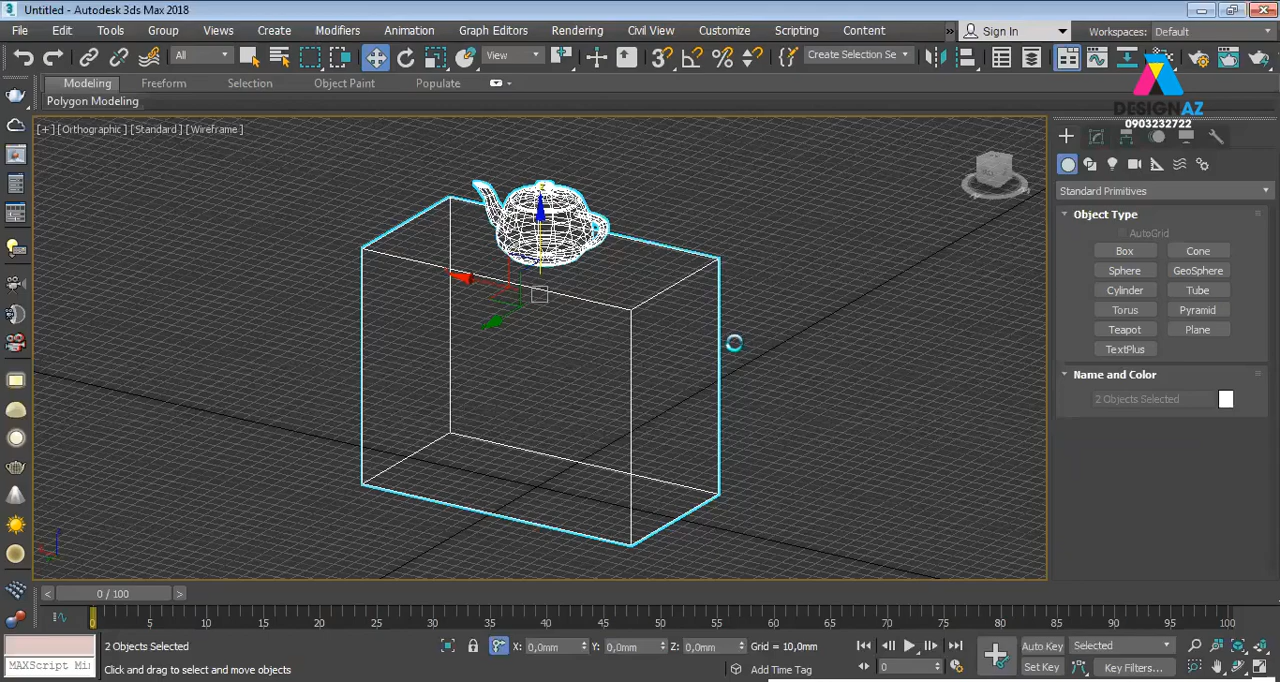 Untitled - Autodesk 3ds Max 2018
File Edit Tools Group Views Create Modifiers Animation Graph Editors Rendering Civil View Customize Scripting Content » Sign In Workspaces: Default
All View Create Selection Se
Modeling Freeform Selection Object Paint Populate
Polygon Modeling
DESIGNAZ
0903232722
[+] [Orthographic] [Standard] [Wireframe]
Standard Primitives
Object Type
AutoGrid
Box Cone
Sphere GeoSphere
Cylinder Tube
Torus Pyramid
Teapot Plane
TextPlus
Name and Color
2 Objects Selected
< 0 / 100 >
0 5 10 15 20 25 30 35 40 45 50 55 60 65 70 75 80 85 90 95 100
2 Objects Selected X: 0,0mm Y: 0,0mm Z: 0,0mm Grid = 10,0mm Auto Key Selected
MAXScript Mi Click and drag to select and move objects Add Time Tag 0 Set Key Key Filters...